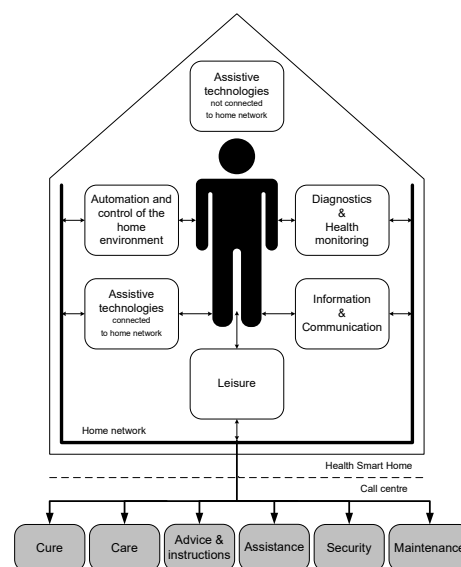 Assistive
technologies
not connected
to home network
Automation and
control of the
home
environment
Diagnostics
&
Health
monitoring
Assistive
technologies
connected
to home network
Information
&
Communication
Leisure
Home network
Health Smart Home
Call centre
Cure
Care
Advice &
instructions
Assistance
Security
Maintenance